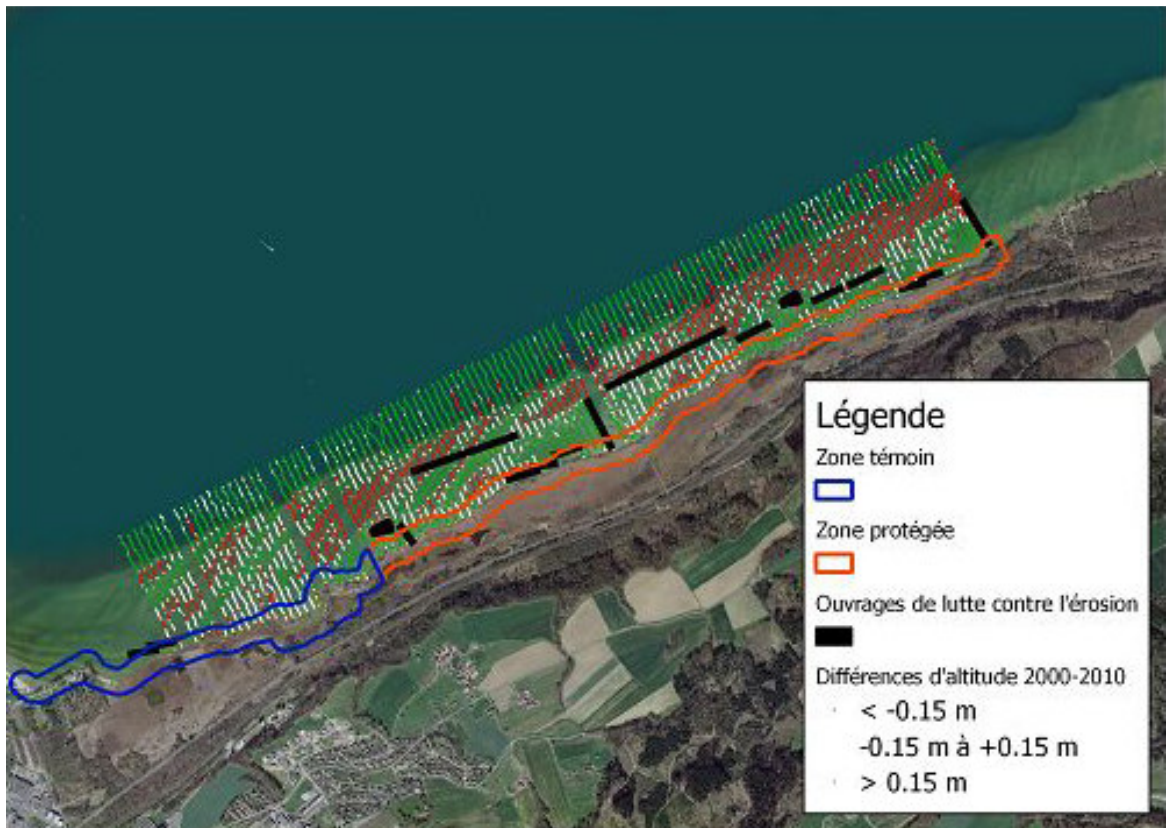 Légende
Zone témoin
Zone protégée
Ouvrages de lutte contre l'érosion
Différences d'altitude 2000-2010
< -0.15 m
-0.15 m à +0.15 m
> 0.15 m